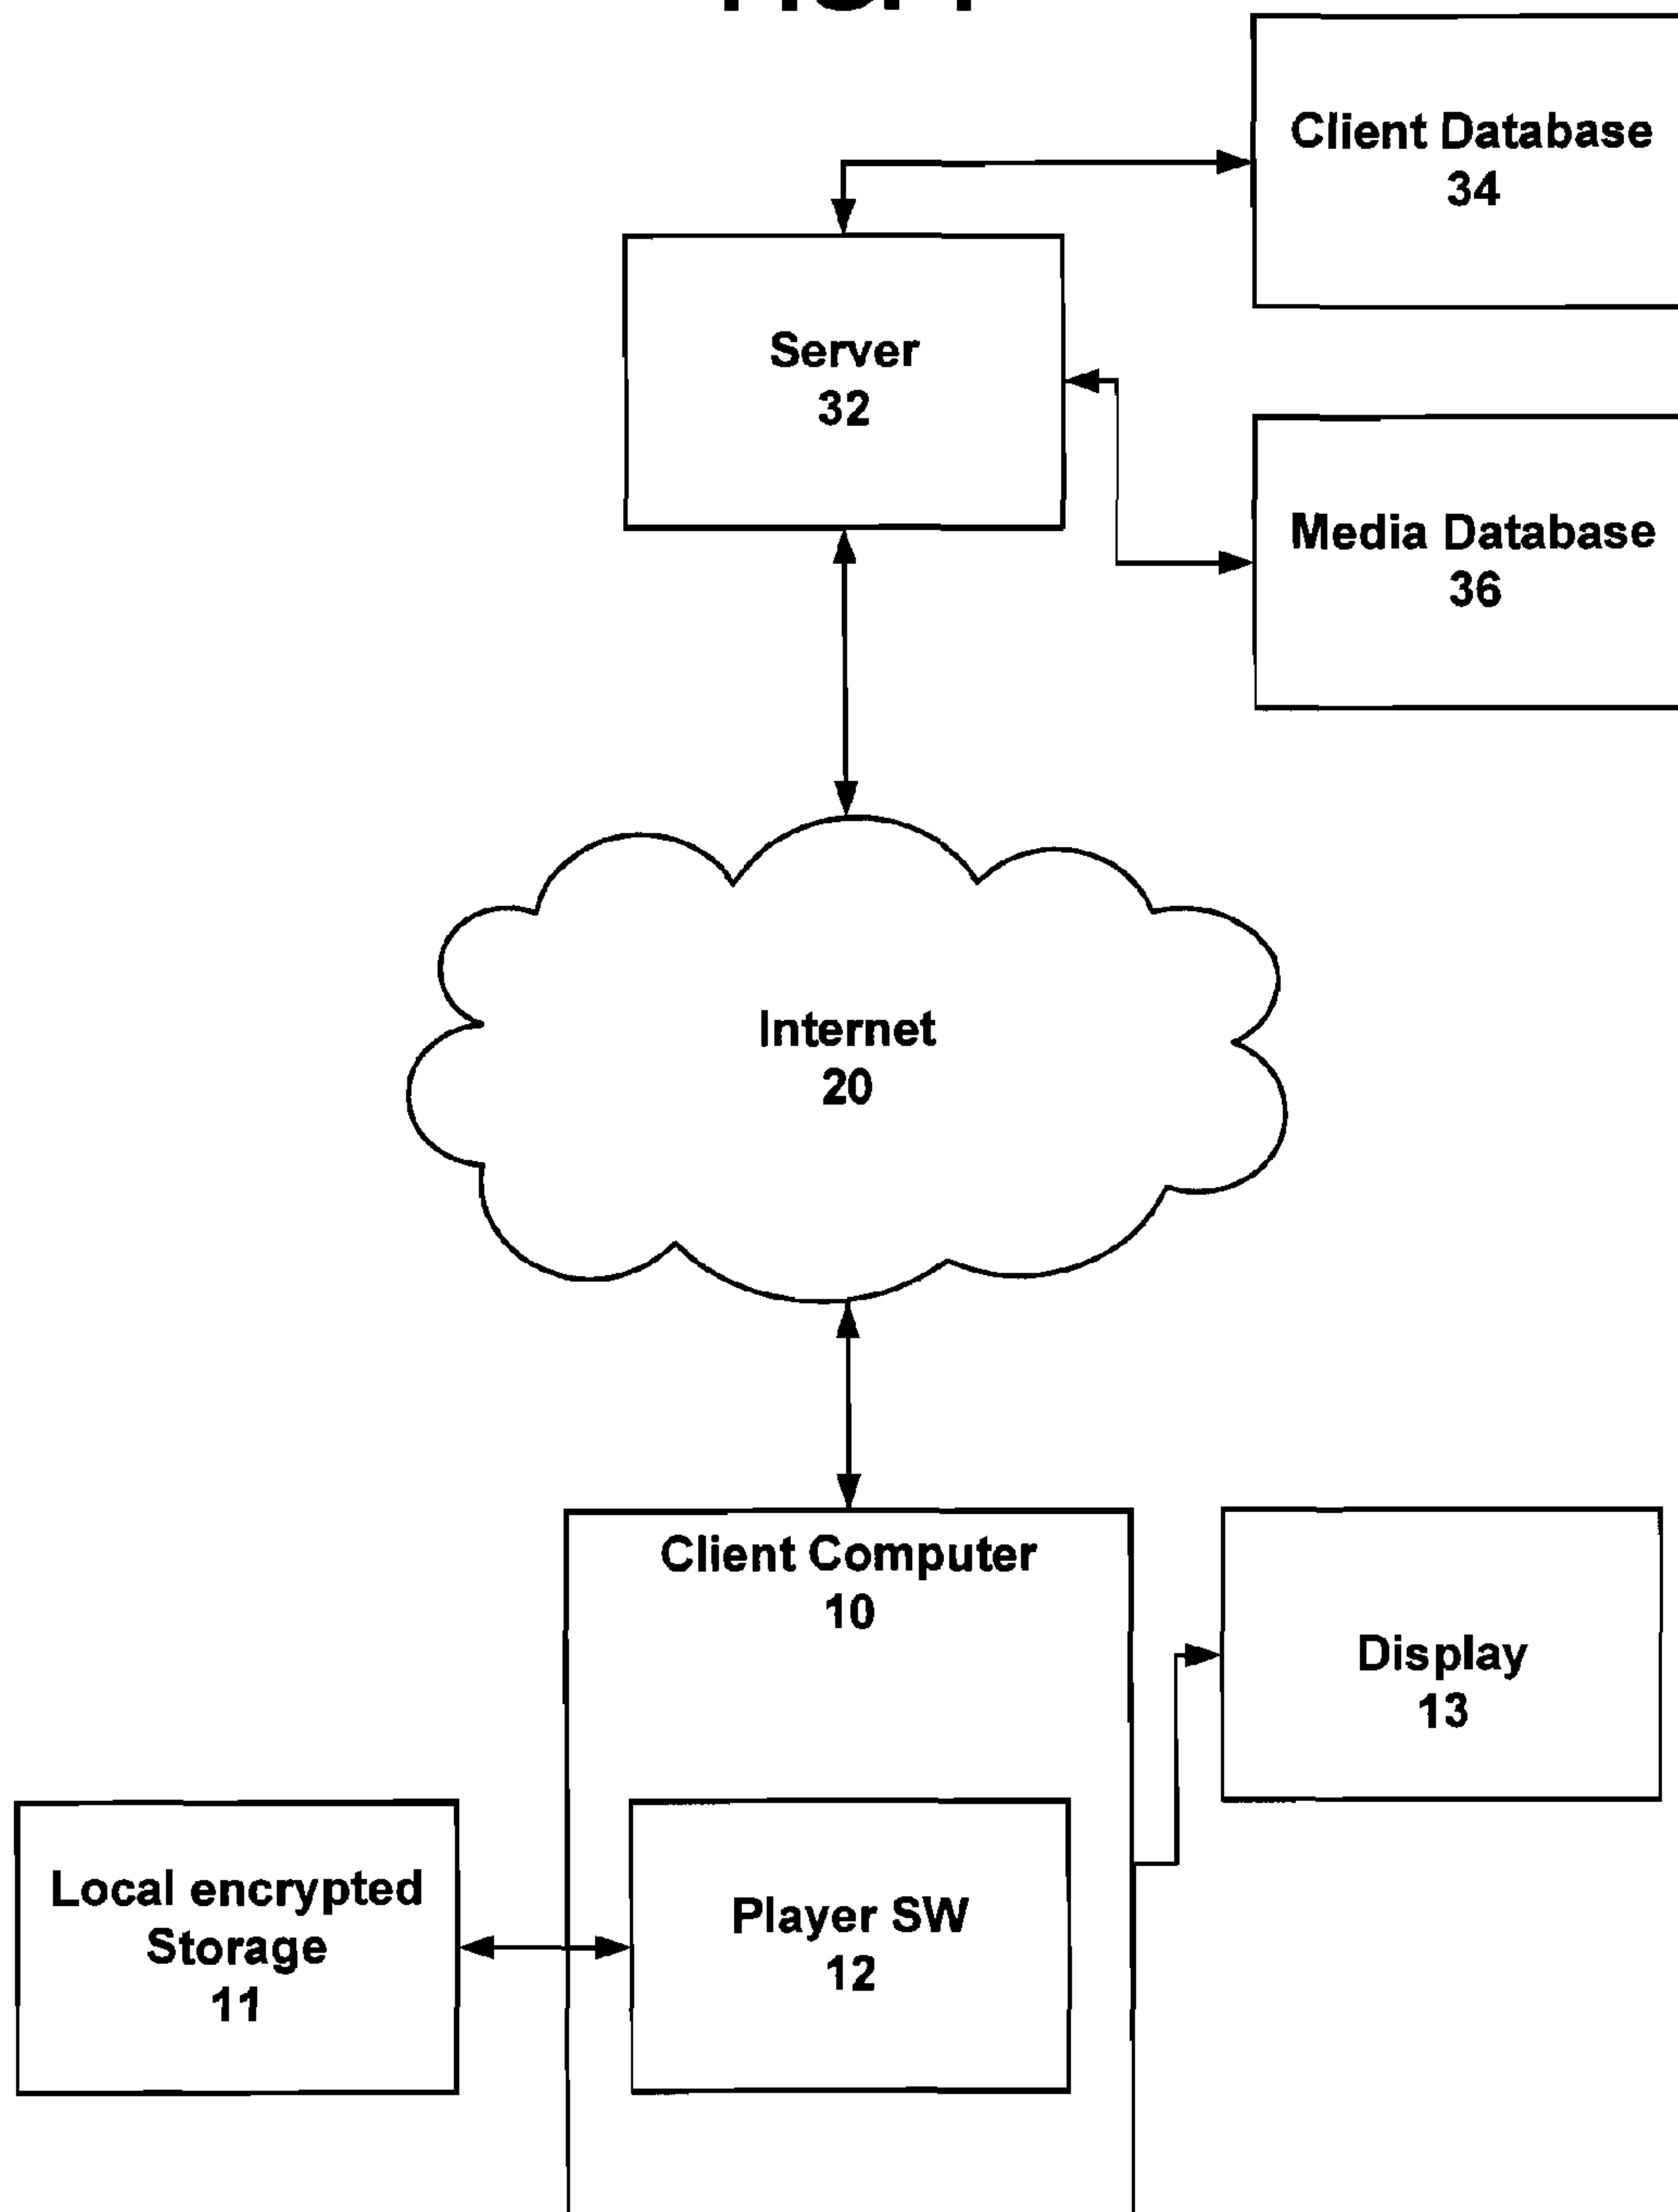 Client Database
34
Server
32
Media Database
36
Internet
20
Client Computer
10
Display
13
Local encrypted
Storage
11
Player SW
12